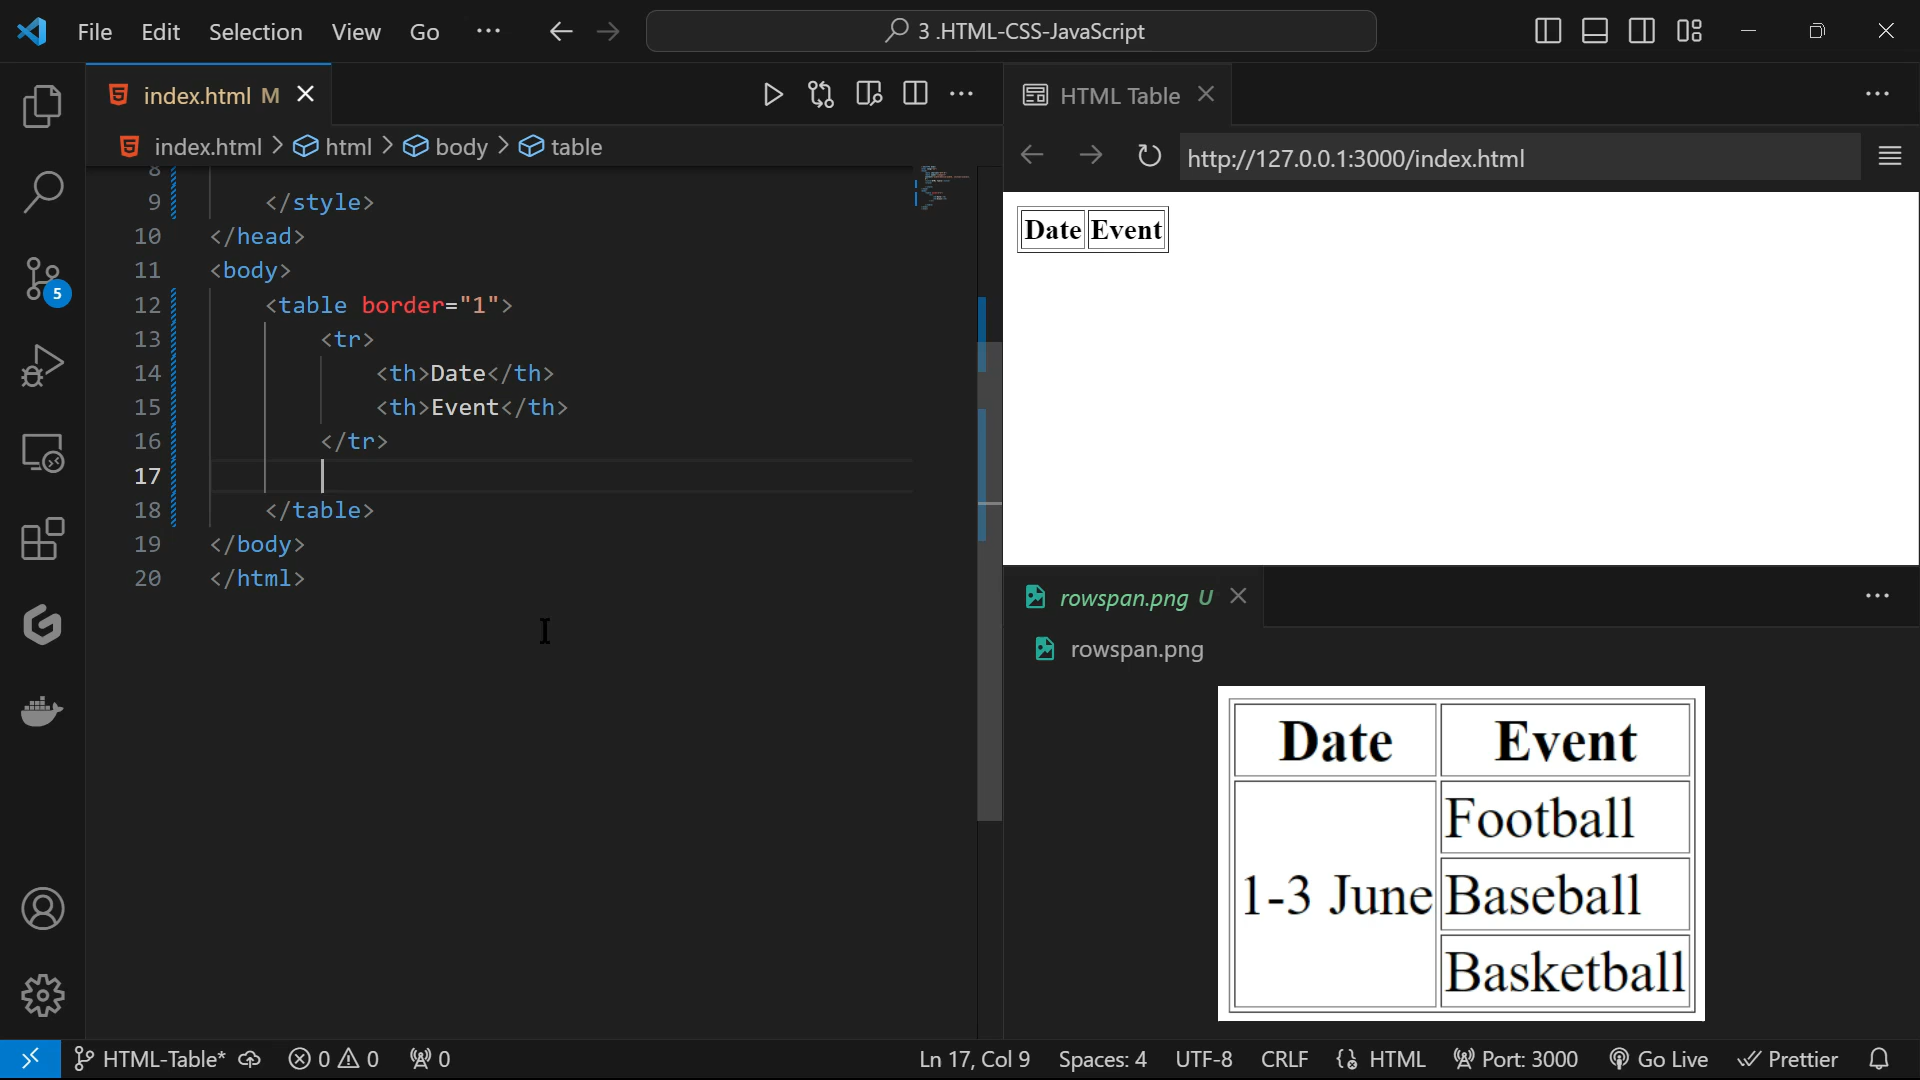 File Edit Selection View Go ···
3 .HTML-CSS-JavaScript
index.html M
index.html > html > body > table
8
9 </style>
10 </head>
11 <body>
12 <table border="1">
13 <tr>
14 <th>Date</th>
15 <th>Event</th>
16 </tr>
17
18 </table>
19 </body>
20 </html>
5
HTML Table
http://127.0.0.1:3000/index.html
Date Event
rowspan.png U
rowspan.png
Date Event
1-3 June
Football
Baseball
Basketball
HTML-Table* 0 0 0 Ln 17, Col 9 Spaces: 4 UTF-8 CRLF {} HTML Port: 3000 Go Live Prettier